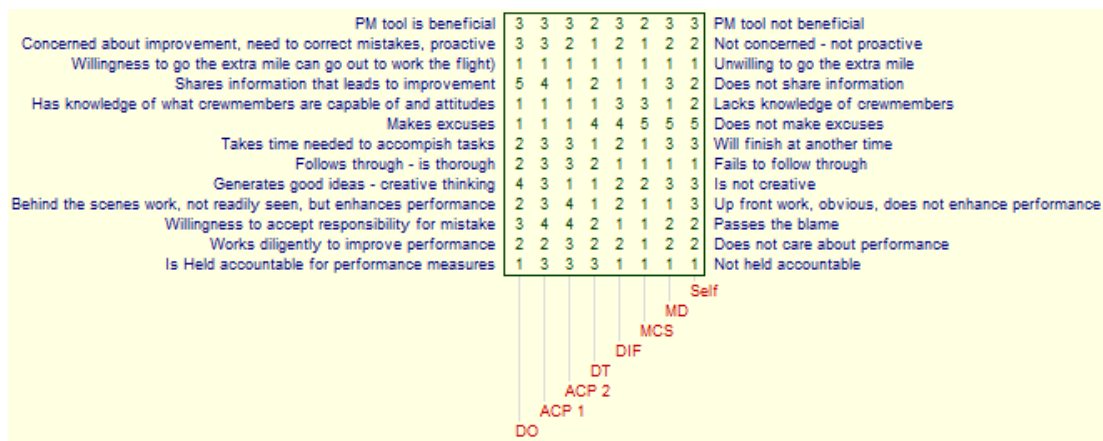 PM tool is beneficial 3 3 3 2 3 2 3 3 PM tool not beneficial
Concerned about improvement, need to correct mistakes, proactive 3 3 2 1 2 1 2 2 Not concerned - not proactive
Willingness to go the extra mile can go out to work the flight) 1 1 1 1 1 1 1 1 Unwilling to go the extra mile
Shares information that leads to improvement 5 4 1 2 1 1 3 2 Does not share information
Has knowledge of what crewmembers are capable of and attitudes 1 1 1 1 3 3 1 2 Lacks knowledge of crewmembers
Makes excuses 1 1 1 4 4 5 5 5 Does not make excuses
Takes time needed to accompish tasks 2 3 3 1 2 1 3 3 Will finish at another time
Follows through - is thorough 2 3 3 2 1 1 1 1 Fails to follow through
Generates good ideas - creative thinking 4 3 1 1 2 2 3 3 Is not creative
Behind the scenes work, not readily seen, but enhances performance 2 3 4 1 2 1 1 3 Up front work, obvious, does not enhance performance
Willingness to accept responsibility for mistake 3 4 4 2 1 1 2 2 Passes the blame
Works diligently to improve performance 2 2 3 2 2 1 2 2 Does not care about performance
Is Held accountable for performance measures 1 3 3 3 1 1 1 1 Not held accountable
Self
MD
MCS
DIF
DT
ACP 2
ACP 1
DO